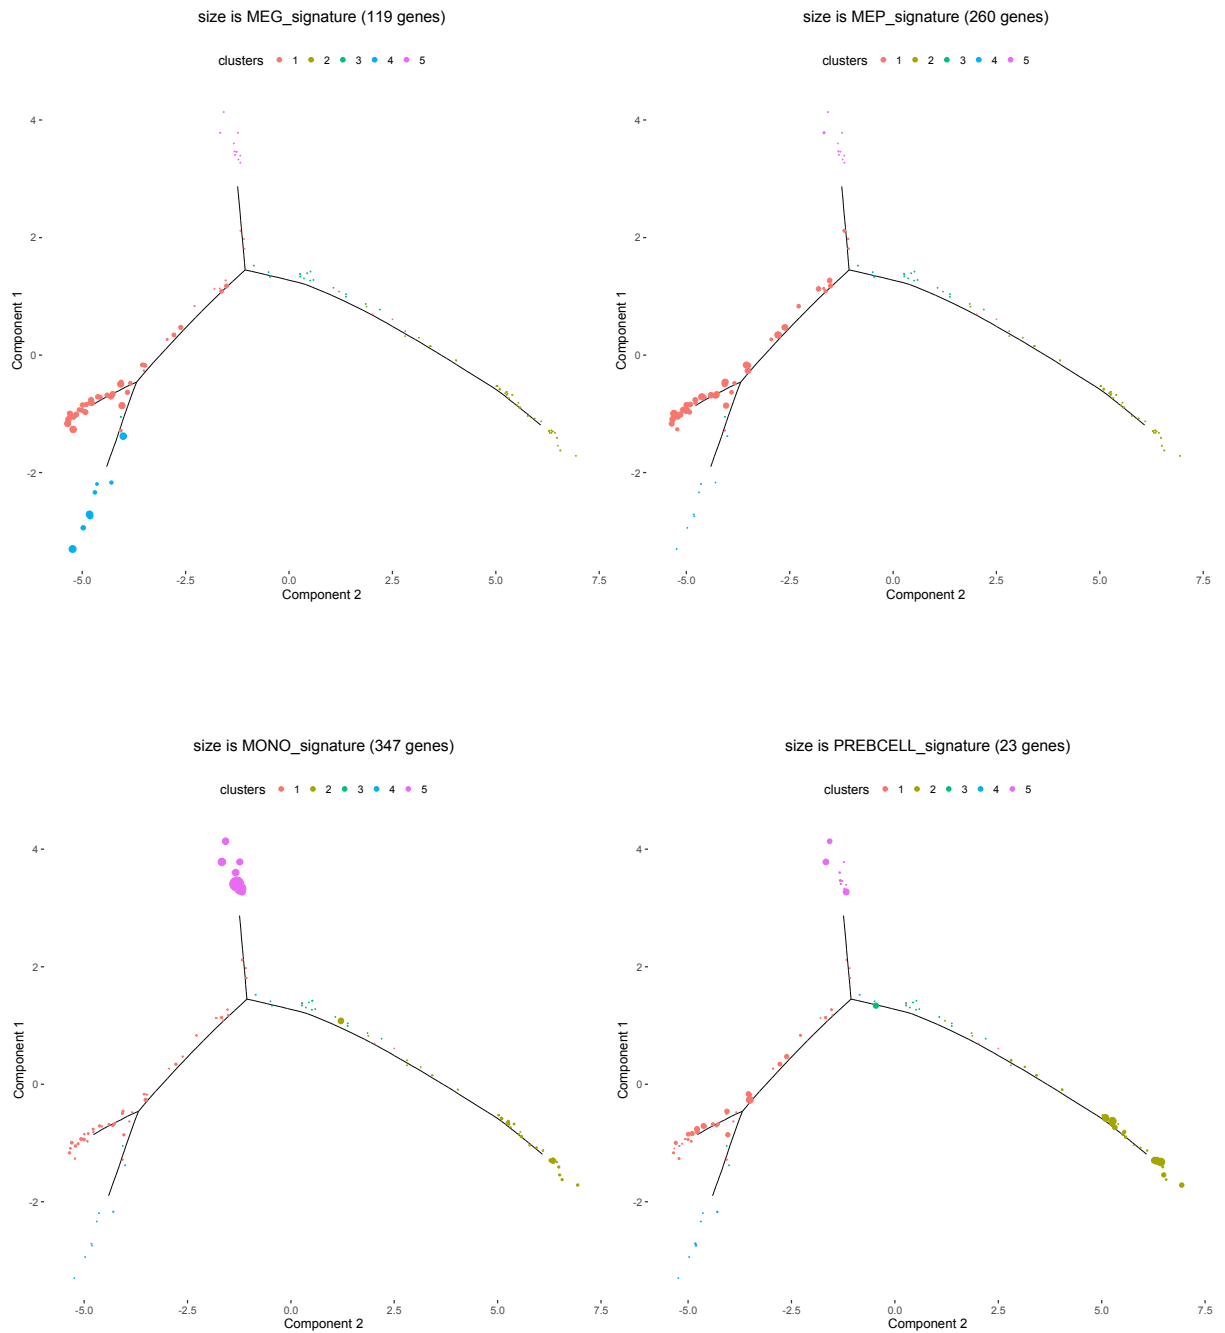 size is MEG_signature (119 genes)
clusters 1 2 3 4 5
4
2
0
-2
Component 1
-5.0 -2.5 0.0 2.5 5.0 7.5
Component 2
size is MEP_signature (260 genes)
clusters 1 2 3 4 5
4
2
0
-2
Component 1
-5.0 -2.5 0.0 2.5 5.0 7.5
Component 2
size is MONO_signature (347 genes)
clusters 1 2 3 4 5
4
2
0
-2
Component 1
-5.0 -2.5 0.0 2.5 5.0 7.5
Component 2
size is PREBCELL_signature (23 genes)
clusters 1 2 3 4 5
4
2
0
-2
Component 1
-5.0 -2.5 0.0 2.5 5.0 7.5
Component 2